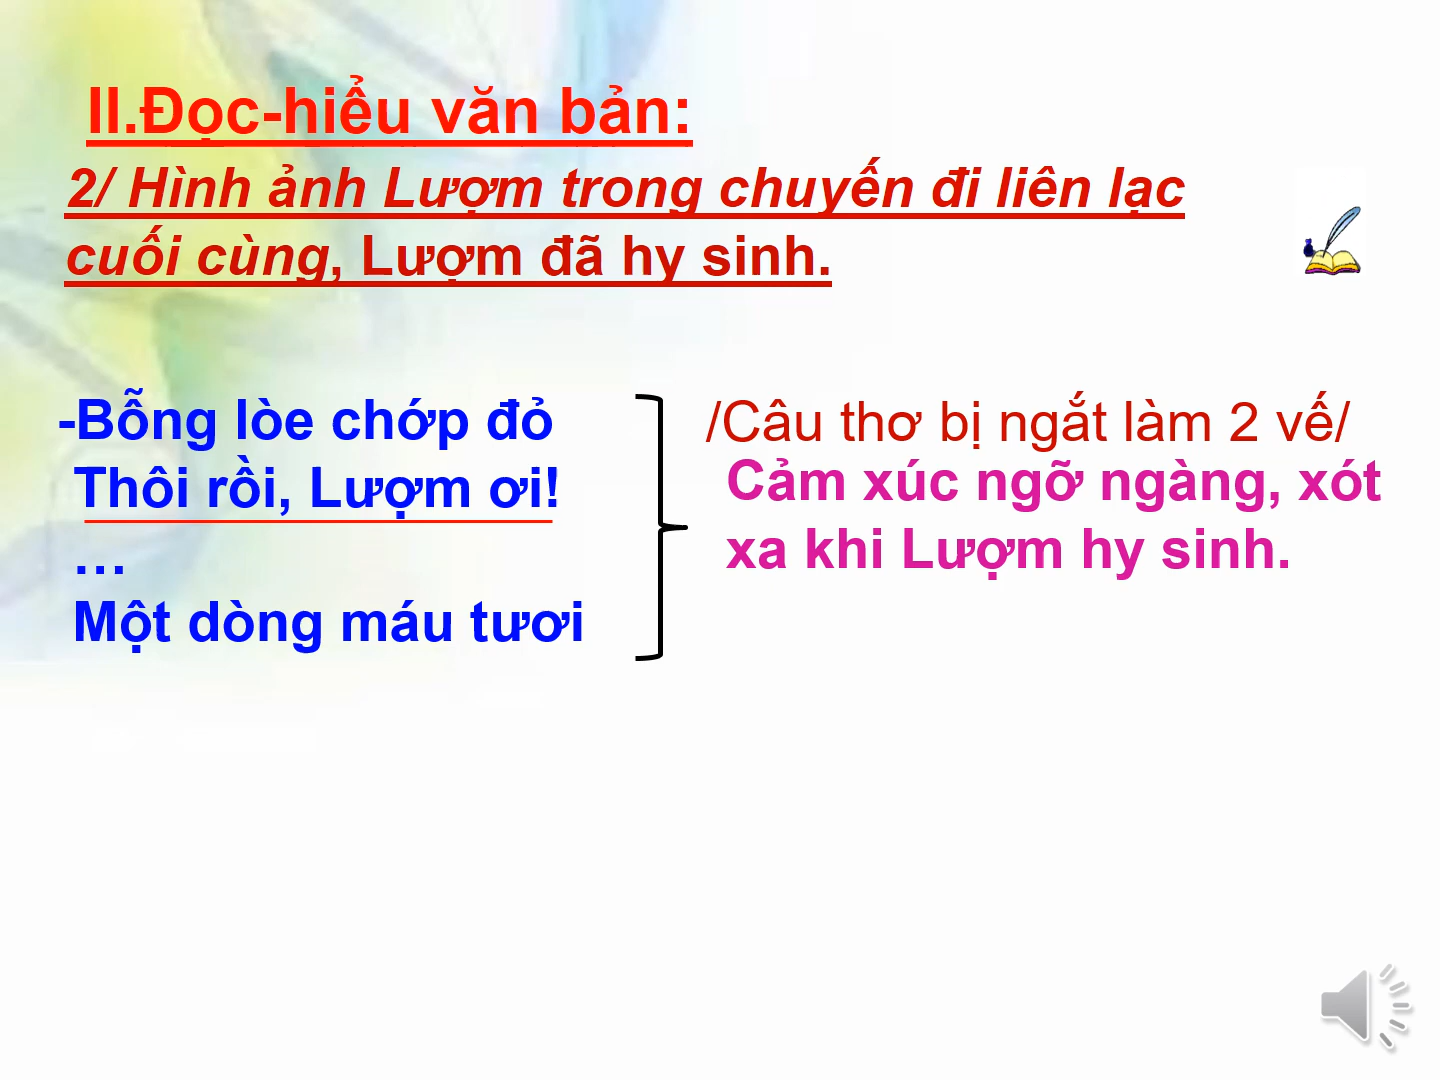 II.Đọc-hiểu văn bản:
2/ Hình ảnh Lượm trong chuyến đi liên lạc
cuối cùng, Lượm đã hy sinh.
-Bỗng lòe chớp đỏ
Thôi rồi, Lượm ơi!
...
Một dòng máu tươi
/Câu thơ bị ngắt làm 2 vế/
Cảm xúc ngỡ ngàng, xót
xa khi Lượm hy sinh.